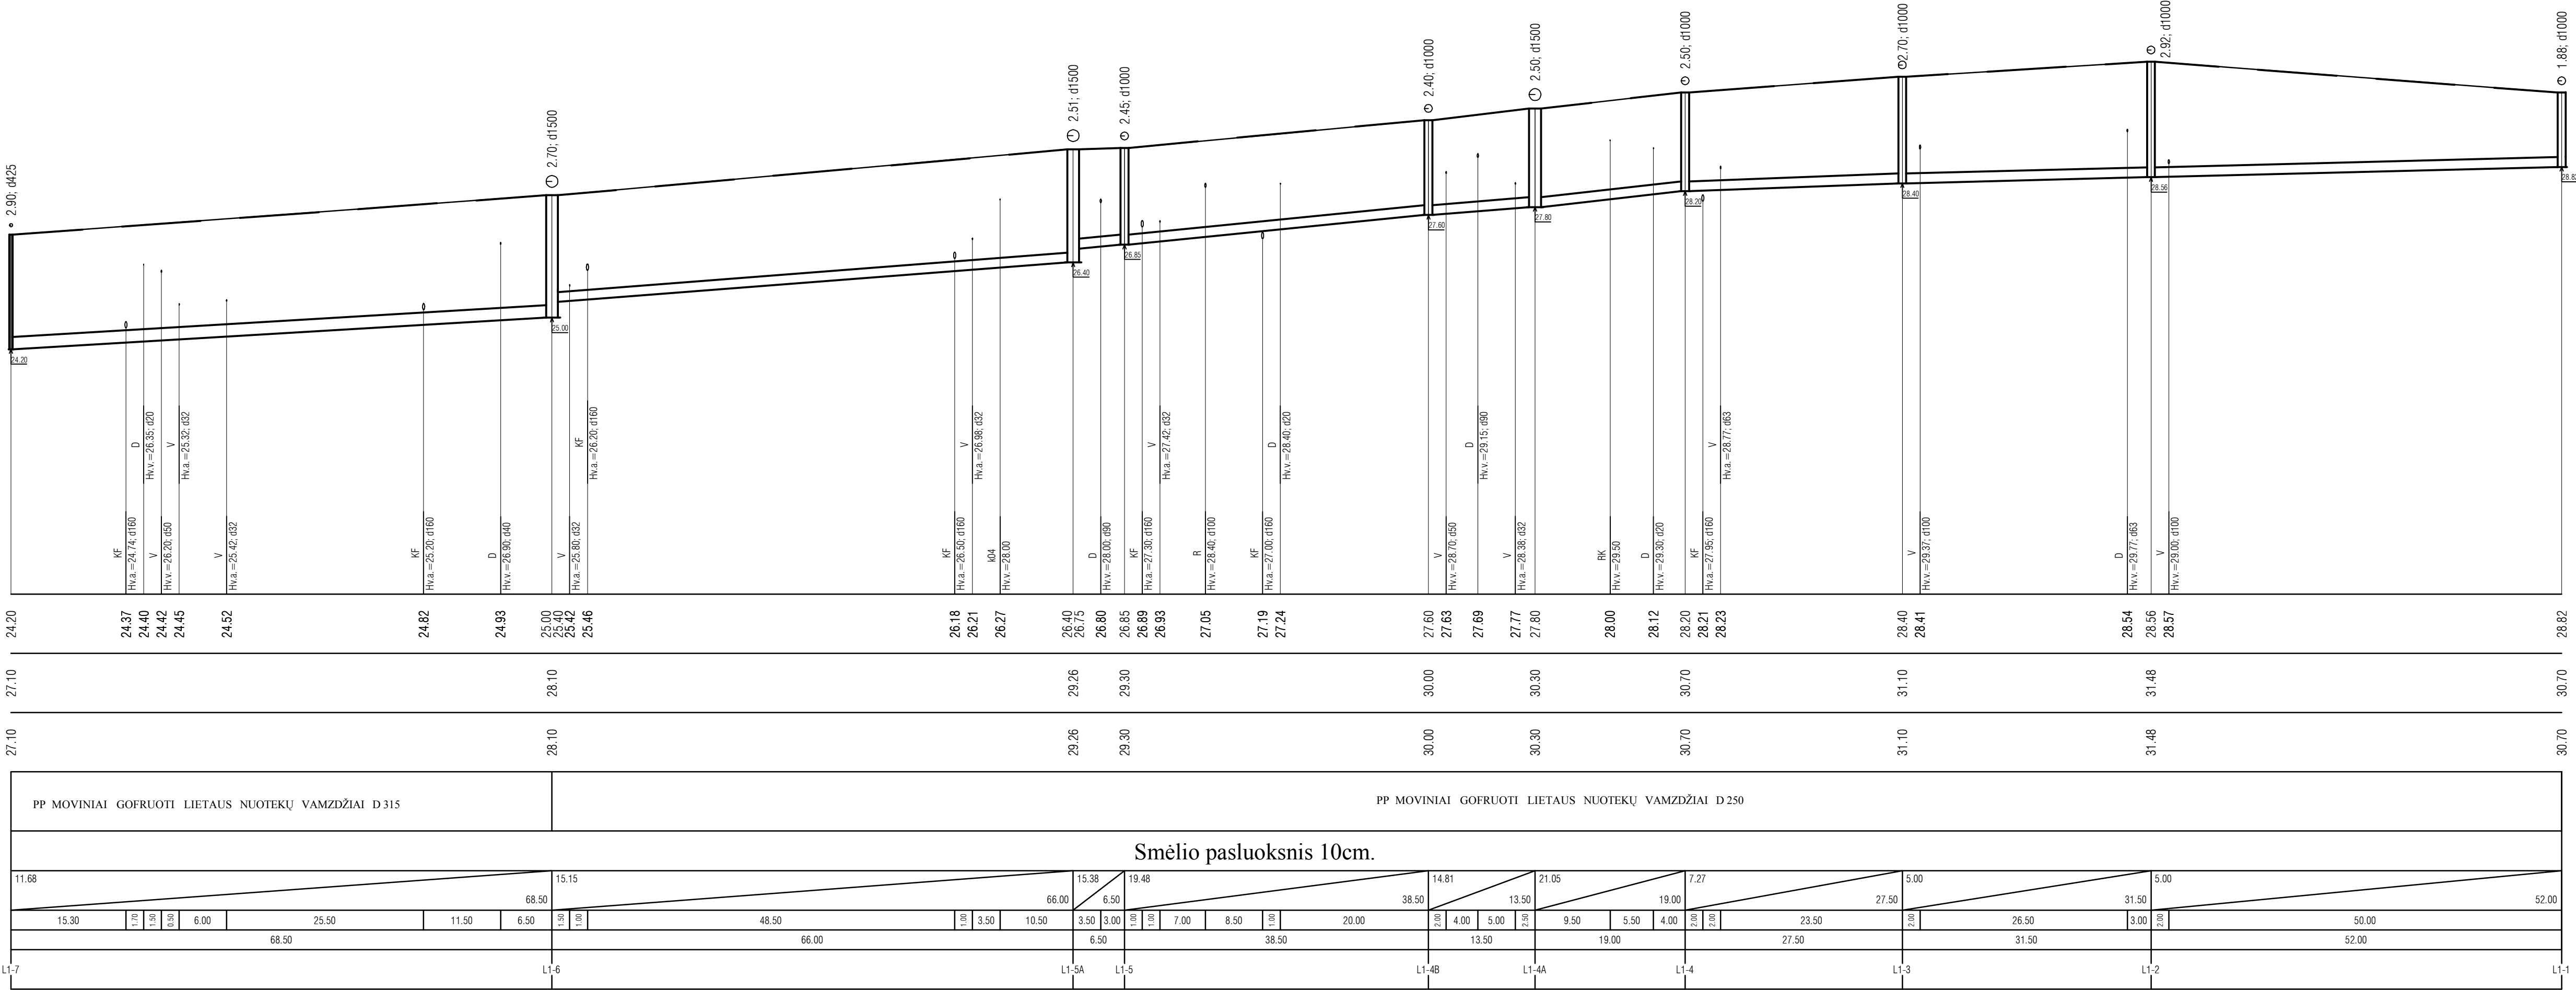 2.90; d425
2.70; d1500
2.51; d1500
2.45; d1000
2.40; d1000
2.50; d1500
2.50; d1000
2.70; d1000
2.92; d1000
1.88; d1000
24.20
25.00
26.40
26.85
27.60
27.80
28.20
28.40
28.56
28.82
KF
Hv.a.=24.74; d160
D
Hv.v.=26.35; d20
V
Hv.v.=26.20; d50
V
Hv.a.=25.32; d32
V
Hv.a.=25.42; d32
KF
Hv.a.=25.20; d160
D
Hv.v.=26.90; d40
V
Hv.a.=25.80; d32
KF
Hv.a.=26.20; d160
KF
Hv.a.=26.50; d160
V
Hv.a.=26.98; d32
k04
Hv.v.=28.00
D
Hv.v.=28.00; d90
KF
Hv.a.=27.30; d160
V
Hv.a.=27.42; d32
R
Hv.v.=28.40; d100
KF
Hv.a.=27.00; d160
D
Hv.v.=28.40; d20
V
Hv.v.=28.70; d50
D
Hv.v.=29.15; d90
V
Hv.a.=28.38; d32
RK
Hv.v.=29.50
D
Hv.v.=29.30; d20
KF
Hv.a.=27.95; d160
V
Hv.a.=28.77; d63
V
Hv.v.=29.37; d100
D
Hv.v.=29.77; d63
V
Hv.v.=29.00; d100
24.20 24.37 24.40 24.42 24.45 24.52 24.82 24.93 25.00 25.40 25.42 25.46 26.18 26.21 26.27 26.40 26.75 26.80 26.85 26.89 26.93 27.05 27.19 27.24 27.60 27.63 27.69 27.77 27.80 28.00 28.12 28.20 28.21 28.23 28.40 28.41 28.54 28.56 28.57 28.82
27.10 28.10 29.26 29.30 30.00 30.30 30.70 31.10 31.48 30.70
27.10 28.10 29.26 29.30 30.00 30.30 30.70 31.10 31.48 30.70
PP MOVINIAI GOFRUOTI LIETAUS NUOTEKŲ VAMZDŽIAI D 315
PP MOVINIAI GOFRUOTI LIETAUS NUOTEKŲ VAMZDŽIAI D 250
Smėlio pasluoksnis 10cm.
11.68 15.15 15.38 19.48 14.81 21.05 7.27 5.00 5.00
68.50 66.00 6.50 38.50 13.50 19.00 27.50 31.50 52.00
15.30 1.70 1.50 0.50 6.00 25.50 11.50 6.50 1.50 1.00 48.50 1.00 3.50 10.50 3.50 3.00 1.00 1.00 7.00 8.50 1.00 20.00 2.00 4.00 5.00 2.50 9.50 5.50 4.00 2.00 2.00 23.50 2.00 26.50 3.00 2.00 50.00
68.50 66.00 6.50 38.50 13.50 19.00 27.50 31.50 52.00
L1-7 L1-6 L1-5A L1-5 L1-4B L1-4A L1-4 L1-3 L1-2 L1-1